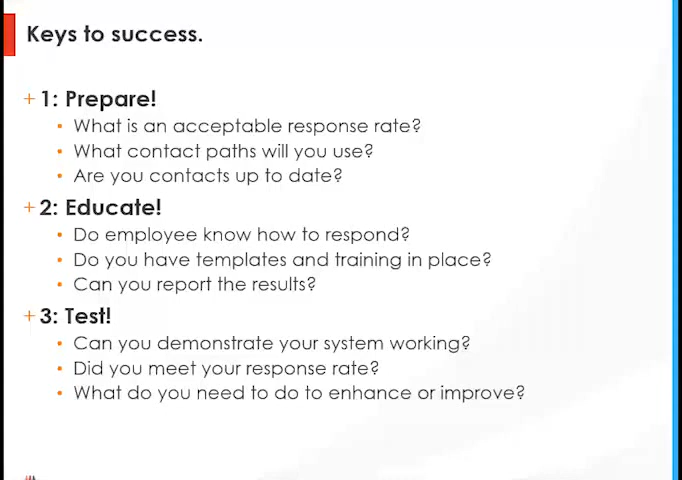 Keys to success.
+ 1: Prepare!
• What is an acceptable response rate?
• What contact paths will you use?
• Are you contacts up to date?
+ 2: Educate!
• Do employee know how to respond?
• Do you have templates and training in place?
• Can you report the results?
+ 3: Test!
• Can you demonstrate your system working?
• Did you meet your response rate?
• What do you need to do to enhance or improve?